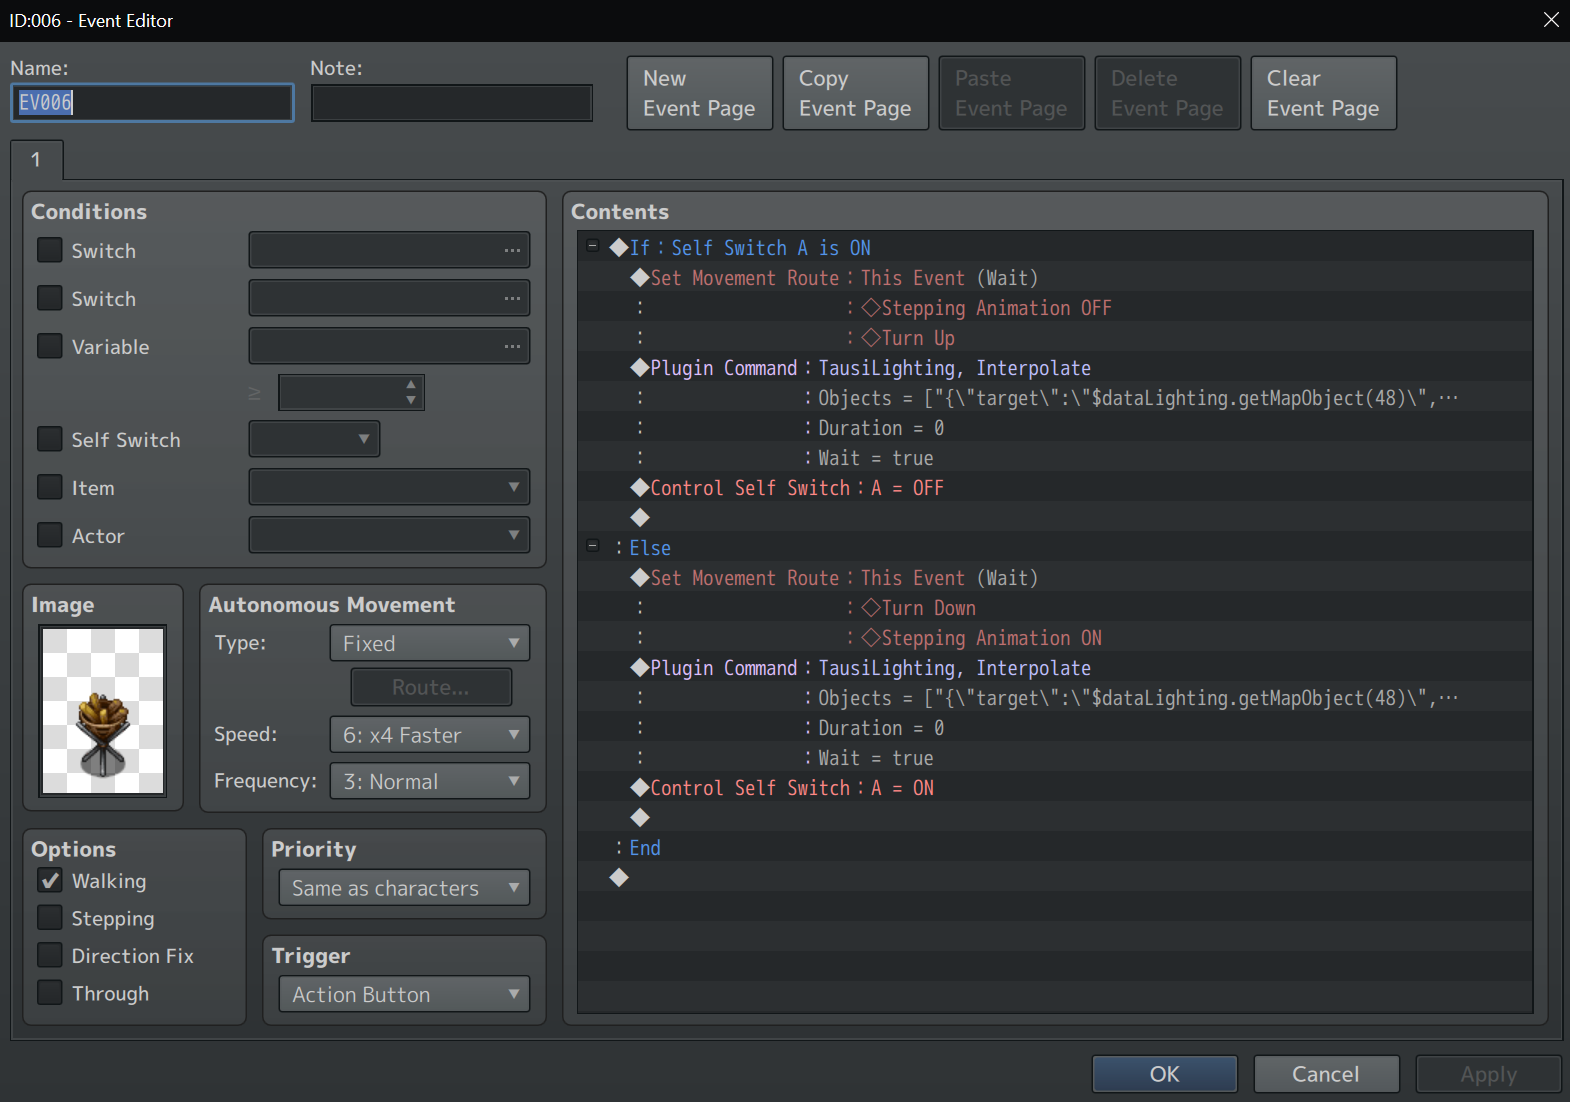 ID:006 - Event Editor
Name:
Note:
EV006
New Event Page
Copy Event Page
Paste Event Page
Delete Event Page
Clear Event Page
1
Conditions
Switch ...
Switch ...
Variable ...
≥
Self Switch
Item
Actor
Image
Autonomous Movement
Type: Fixed
Route...
Speed: 6: x4 Faster
Frequency: 3: Normal
Options
Walking
Stepping
Direction Fix
Through
Priority
Same as characters
Trigger
Action Button
Contents
◆If：Self Switch A is ON
◆Set Movement Route：This Event (Wait)
：：◇Stepping Animation OFF
：：◇Turn Up
◆Plugin Command：TausiLighting, Interpolate
：：Objects = ["{\"target\":\"$dataLighting.getMapObject(48)\",…
：：Duration = 0
：：Wait = true
◆Control Self Switch：A = OFF
◆
：Else
◆Set Movement Route：This Event (Wait)
：：◇Turn Down
：：◇Stepping Animation ON
◆Plugin Command：TausiLighting, Interpolate
：：Objects = ["{\"target\":\"$dataLighting.getMapObject(48)\",…
：：Duration = 0
：：Wait = true
◆Control Self Switch：A = ON
◆
：End
◆
OK
Cancel
Apply